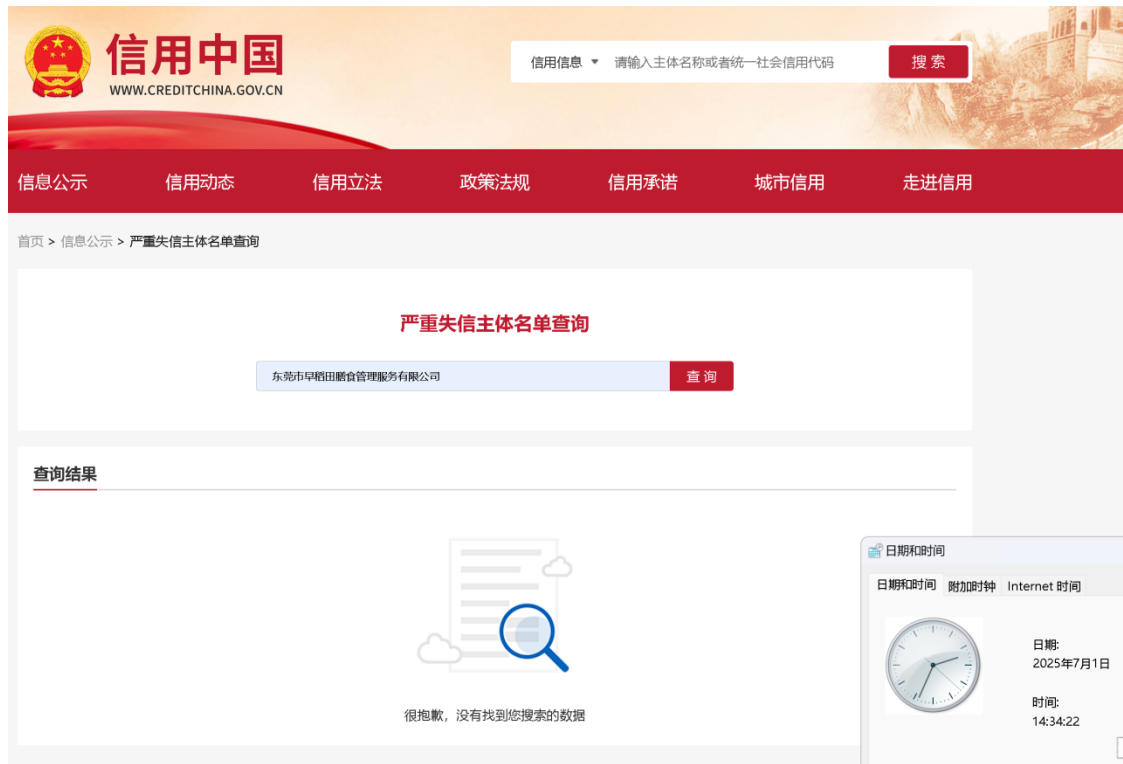 信用中国
WWW.CREDITCHINA.GOV.CN
信用信息 请输入主体名称或者统一社会信用代码 搜索
信息公示 信用动态 信用立法 政策法规 信用承诺 城市信用 走进信用
首页 > 信息公示 > 严重失信主体名单查询
严重失信主体名单查询
东莞市早稻田膳食管理服务有限公司 查询
查询结果
很抱歉，没有找到您搜索的数据
日期和时间
日期和时间 附加时钟 Internet 时间
日期:
2025年7月1日
时间:
14:34:22